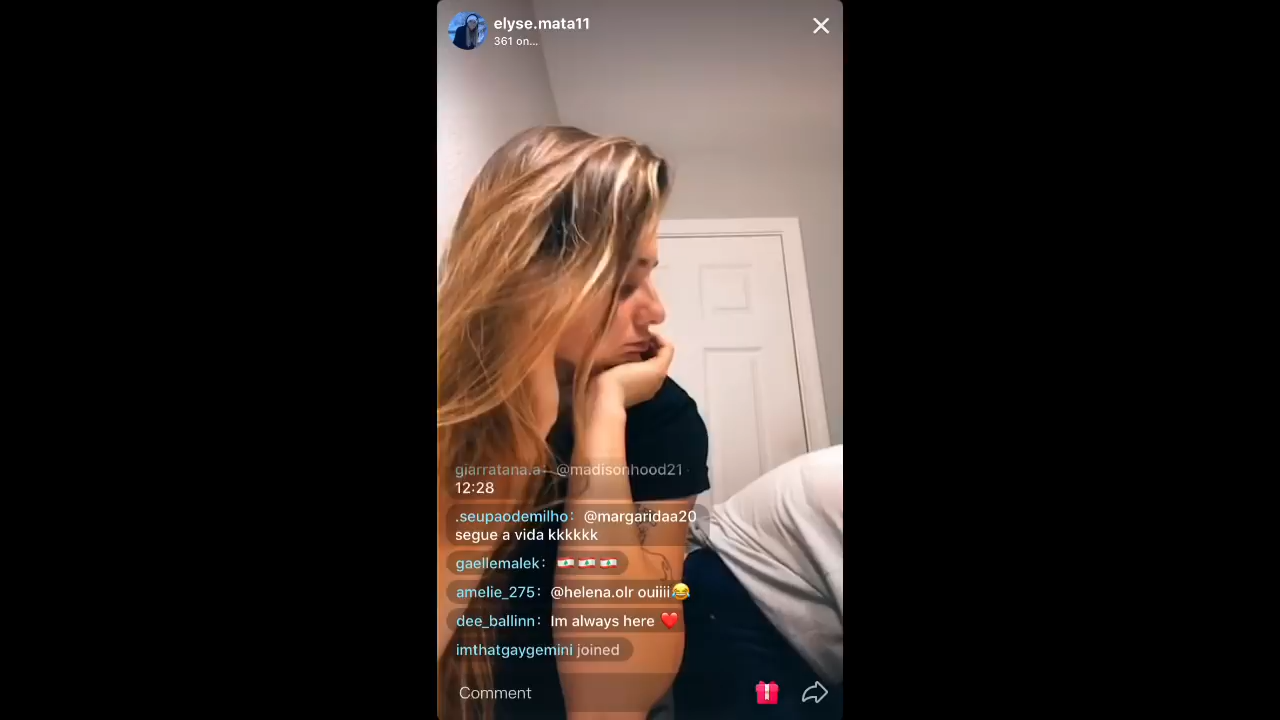 elyse.mata11
361 on...
giarratana.a: @madisonhood21 ·
12:28
.seupaodemilho: @margaridaa20
segue a vida kkkkkk
gaellemalek: 🇱🇧🇱🇧🇱🇧
amelie_275: @helena.olr ouiiii😂
dee_ballinn: Im always here ❤️
imthatgaygemini joined
Comment